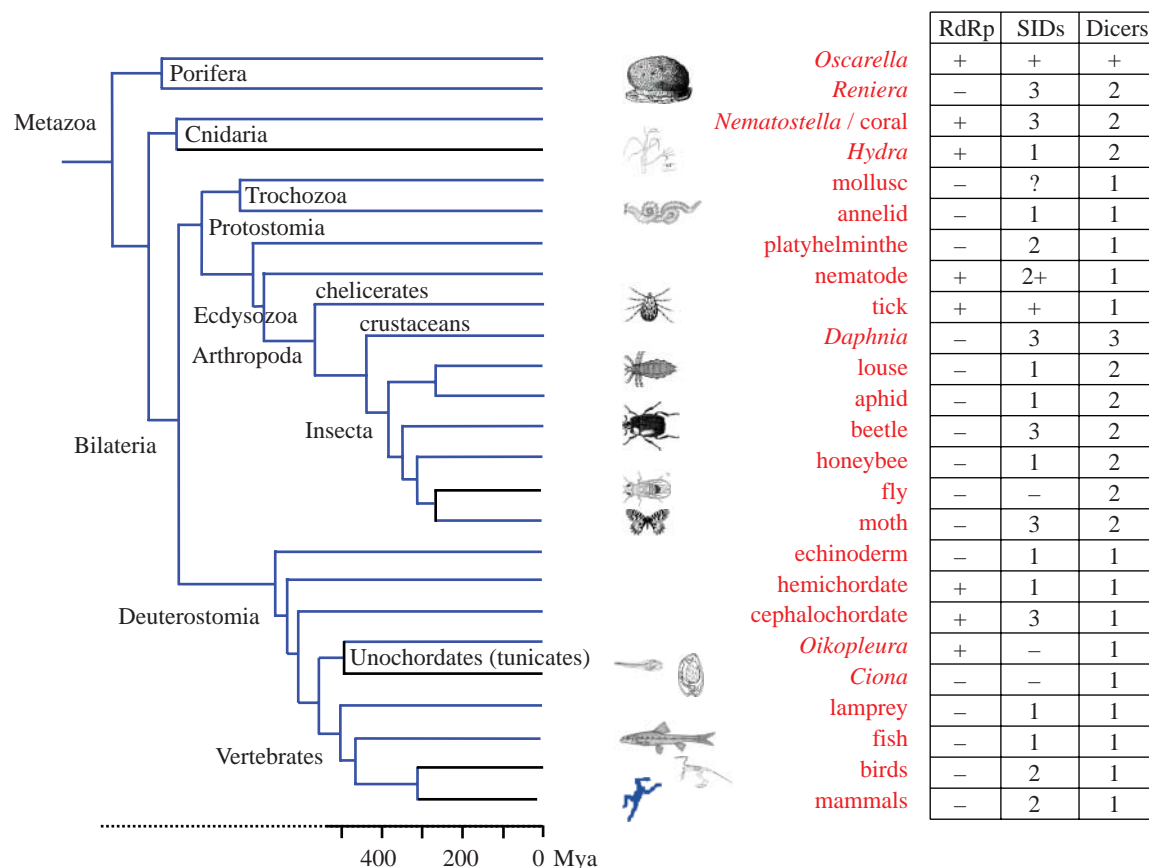 RdRp SIDs Dicers
Oscarella + + +
Porifera
Reniera – 3 2
Metazoa
Nematostella / coral + 3 2
Cnidaria
Hydra + 1 2
mollusc – ? 1
Trochozoa
annelid – 1 1
Protostomia
platyhelminthe – 2 1
nematode + 2+ 1
chelicerates
tick + + 1
Ecdysozoa
crustaceans
Daphnia – 3 3
Arthropoda
louse – 1 2
aphid – 1 2
Insecta
beetle – 3 2
Bilateria
honeybee – 1 2
fly – – 2
moth – 3 2
echinoderm – 1 1
hemichordate + 1 1
Deuterostomia
cephalochordate + 3 1
Oikopleura + – 1
Unochordates (tunicates)
Ciona – – 1
lamprey – 1 1
fish – 1 1
Vertebrates
birds – 2 1
mammals – 2 1
400 200 0 Mya